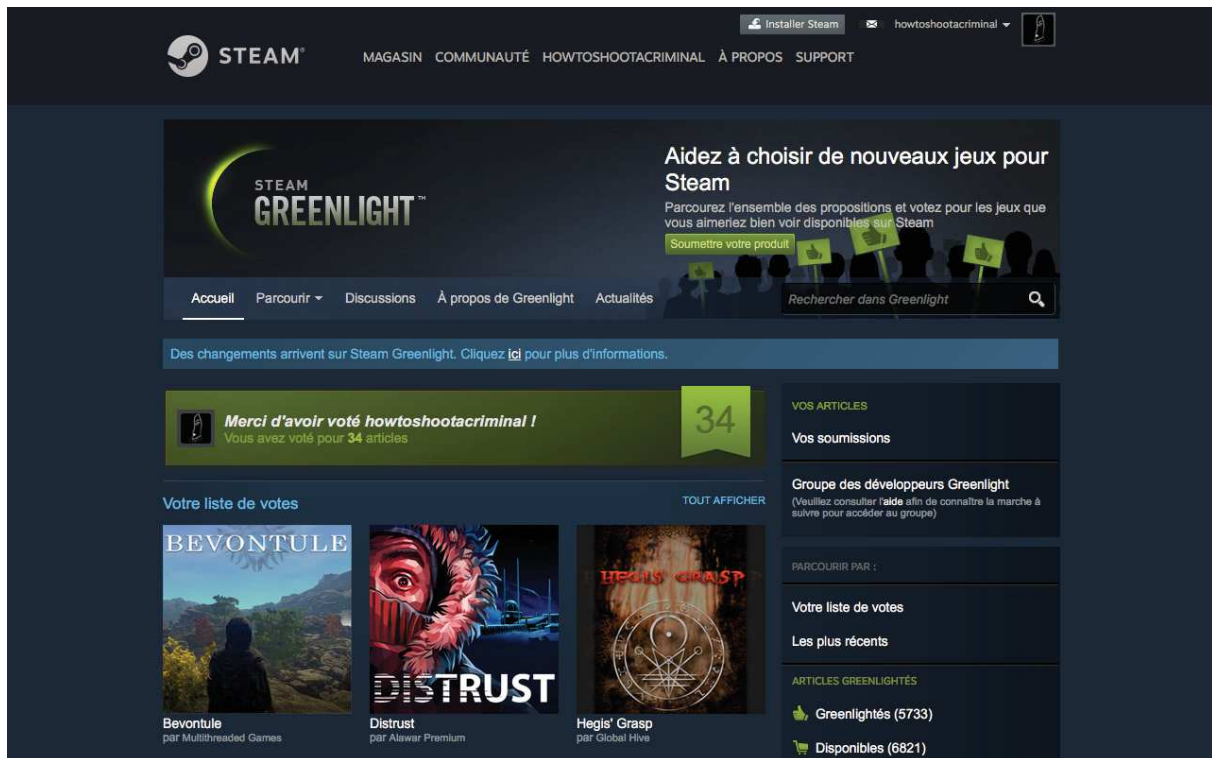 Installer Steam
howtoshootacriminal
STEAM®
MAGASIN COMMUNAUTÉ HOWTOSHOOTACRIMINAL À PROPOS SUPPORT
STEAM
GREENLIGHT™
Aidez à choisir de nouveaux jeux pour
Steam
Parcourez l'ensemble des propositions et votez pour les jeux que
vous aimeriez bien voir disponibles sur Steam
Soumettre votre produit
Accueil Parcourir Discussions À propos de Greenlight Actualités
Rechercher dans Greenlight
Des changements arrivent sur Steam Greenlight. Cliquez ici pour plus d'informations.
Merci d'avoir voté howtoshootacriminal !
Vous avez voté pour 34 articles
34
Votre liste de votes
TOUT AFFICHER
BEVONTULE
DISTRUST
HEGIS' GRASP
Bevontule
par Multithreaded Games
Distrust
par Alawar Premium
Hegis' Grasp
par Global Hive
VOS ARTICLES
Vos soumissions
Groupe des développeurs Greenlight
(Veuillez consulter l'aide afin de connaître la marche à
suivre pour accéder au groupe)
PARCOURIR PAR :
Votre liste de votes
Les plus récents
ARTICLES GREENLIGHTÉS
Greenlightés (5733)
Disponibles (6821)